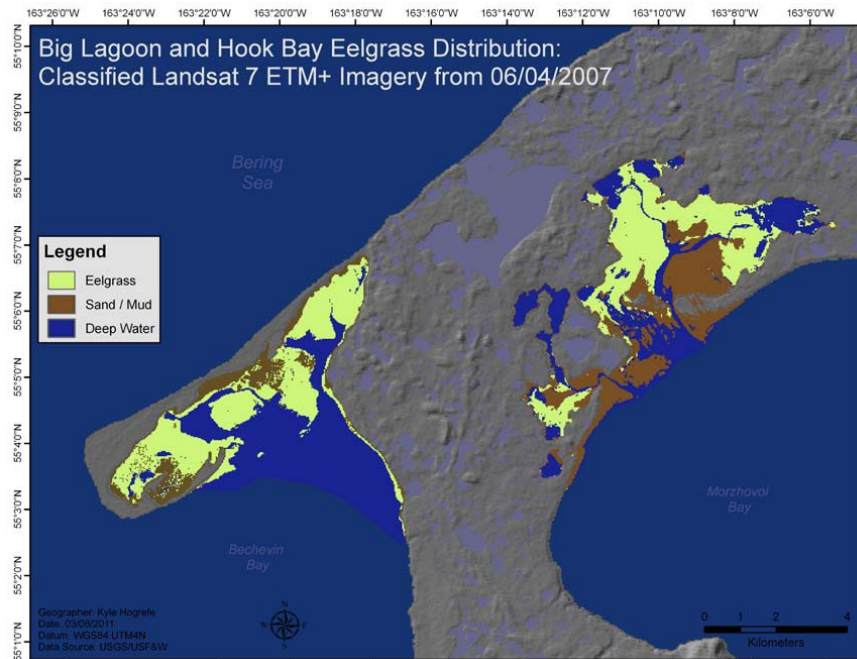 163°26'0"W 163°24'0"W 163°22'0"W 163°20'0"W 163°18'0"W 163°16'0"W 163°14'0"W 163°12'0"W 163°10'0"W 163°8'0"W 163°6'0"W
Big Lagoon and Hook Bay Eelgrass Distribution:
Classified Landsat 7 ETM+ Imagery from 06/04/2007
55°10'0"N
55°9'0"N
55°8'0"N
55°7'0"N
55°6'0"N
55°5'0"N
55°4'0"N
55°3'0"N
55°2'0"N
55°1'0"N
Bering
Sea
Legend
Eelgrass
Sand / Mud
Deep Water
Morzhovoi
Bay
Bechevin
Bay
Geographer: Kyle Hogrefe
Date: 03/08/2011
Datum: WGS84 UTM4N
Data Source: USGS/USF&W
N
W E
S
0 2 4
Kilometers